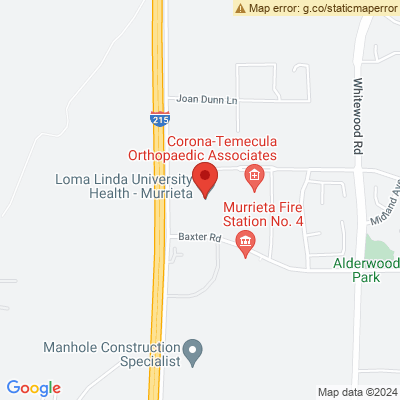 Map error: g.co/staticmaperror
Joan Dunn Ln
Whitewood Rd
215
Corona-Temecula
Orthopaedic Associates
Loma Linda University
Health - Murrieta
Midland Ave
Murrieta Fire
Station No. 4
Baxter Rd
Alderwood
Park
Manhole Construction
Specialist
Google
Map data ©2024